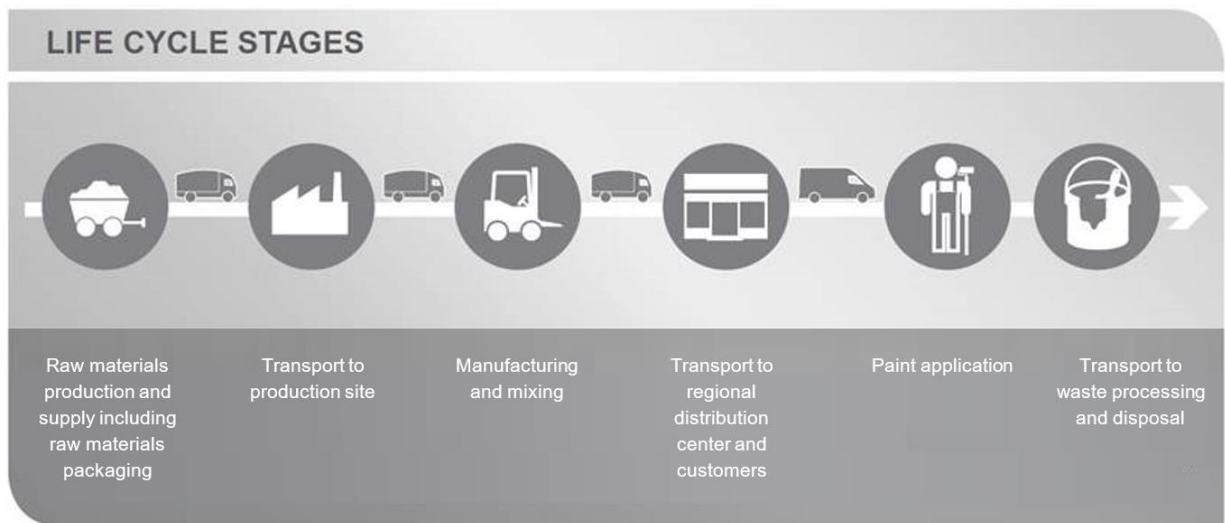 LIFE CYCLE STAGES
Raw materials
production and
supply including
raw materials
packaging
Transport to
production site
Manufacturing
and mixing
Transport to
regional
distribution
center and
customers
Paint application
Transport to
waste processing
and disposal